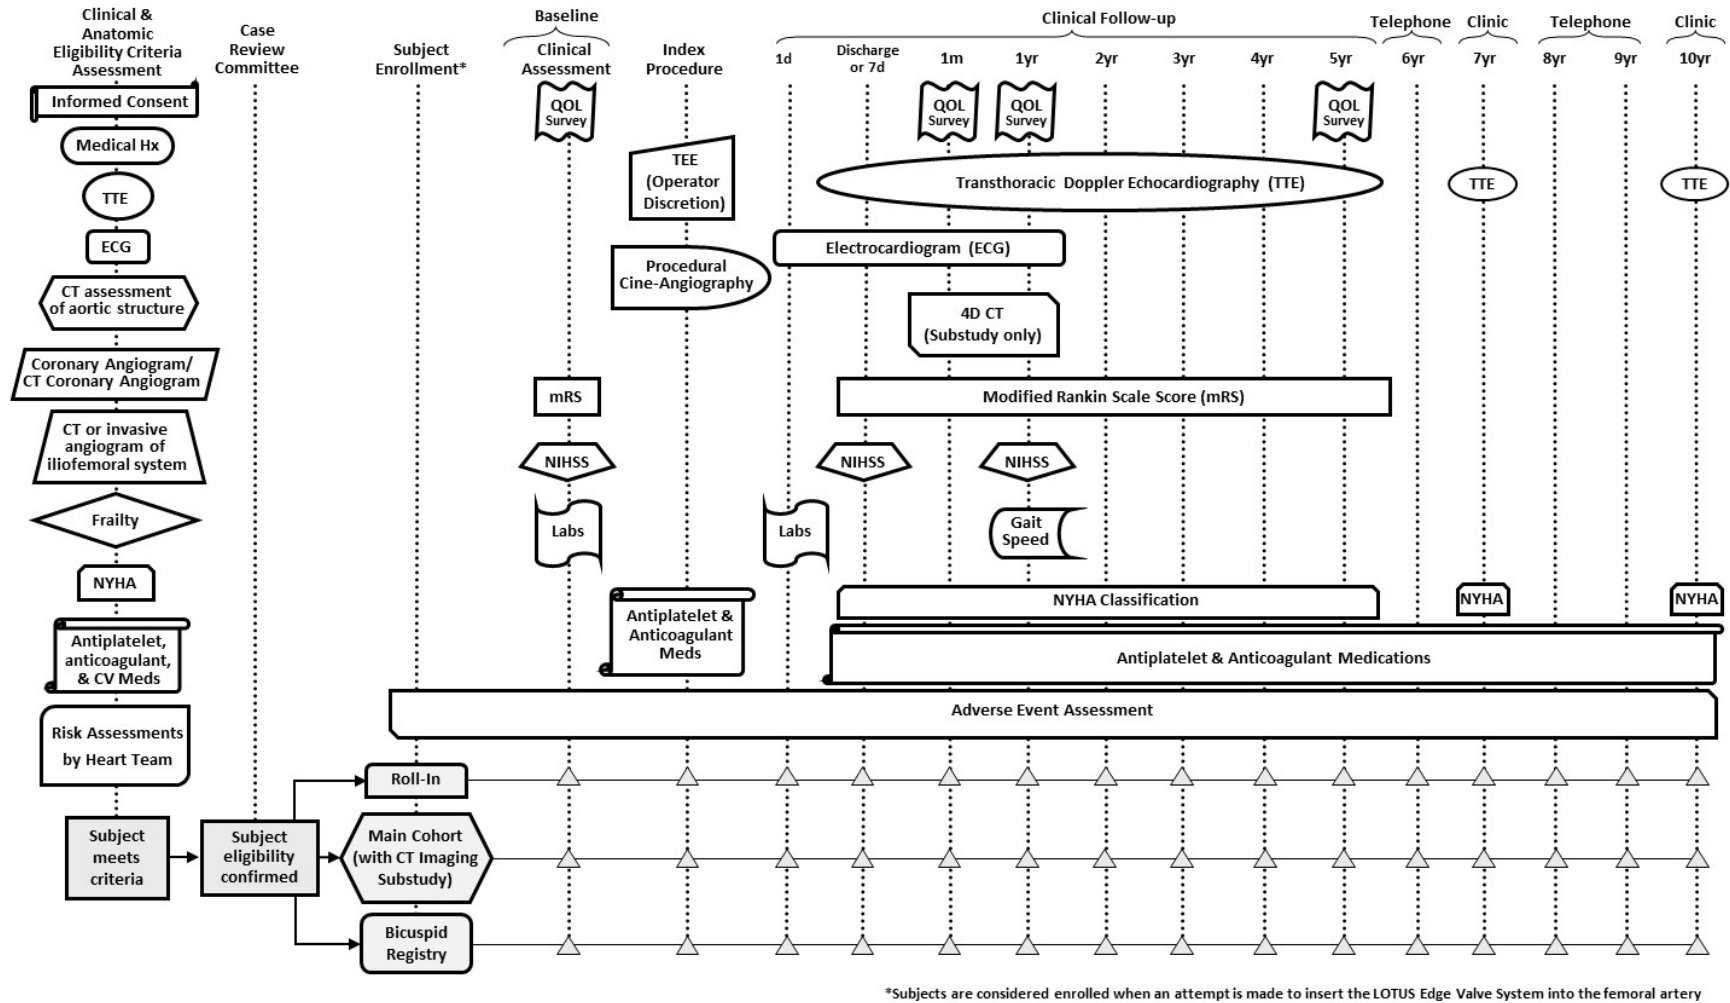 Clinical &
Anatomic
Eligibility Criteria
Assessment
Case
Review
Committee
Subject
Enrollment*
Baseline
Clinical
Assessment
Index
Procedure
Clinical Follow-up
1d
Discharge
or 7d
1m
1yr
2yr
3yr
4yr
5yr
Telephone
6yr
Clinic
7yr
Telephone
8yr
9yr
Clinic
10yr
Informed Consent
QOL
Survey
QOL
Survey
QOL
Survey
QOL
Survey
Medical Hx
TEE
(Operator
Discretion)
TTE
Transthoracic Doppler Echocardiography (TTE)
TTE
TTE
ECG
Electrocardiogram (ECG)
Procedural
Cine-Angiography
CT assessment
of aortic structure
4D CT
(Substudy only)
Coronary Angiogram/
CT Coronary Angiogram
mRS
Modified Rankin Scale Score (mRS)
CT or invasive
angiogram of
iliofemoral system
NIHSS
NIHSS
NIHSS
Frailty
Labs
Labs
Gait
Speed
NYHA
NYHA Classification
NYHA
NYHA
Antiplatelet,
anticoagulant,
& CV Meds
Antiplatelet &
Anticoagulant
Meds
Antiplatelet & Anticoagulant Medications
Adverse Event Assessment
Risk Assessments
by Heart Team
Roll-In
Subject
meets
criteria
Subject
eligibility
confirmed
Main Cohort
(with CT Imaging
Substudy)
Bicuspid
Registry
*Subjects are considered enrolled when an attempt is made to insert the LOTUS Edge Valve System into the femoral artery